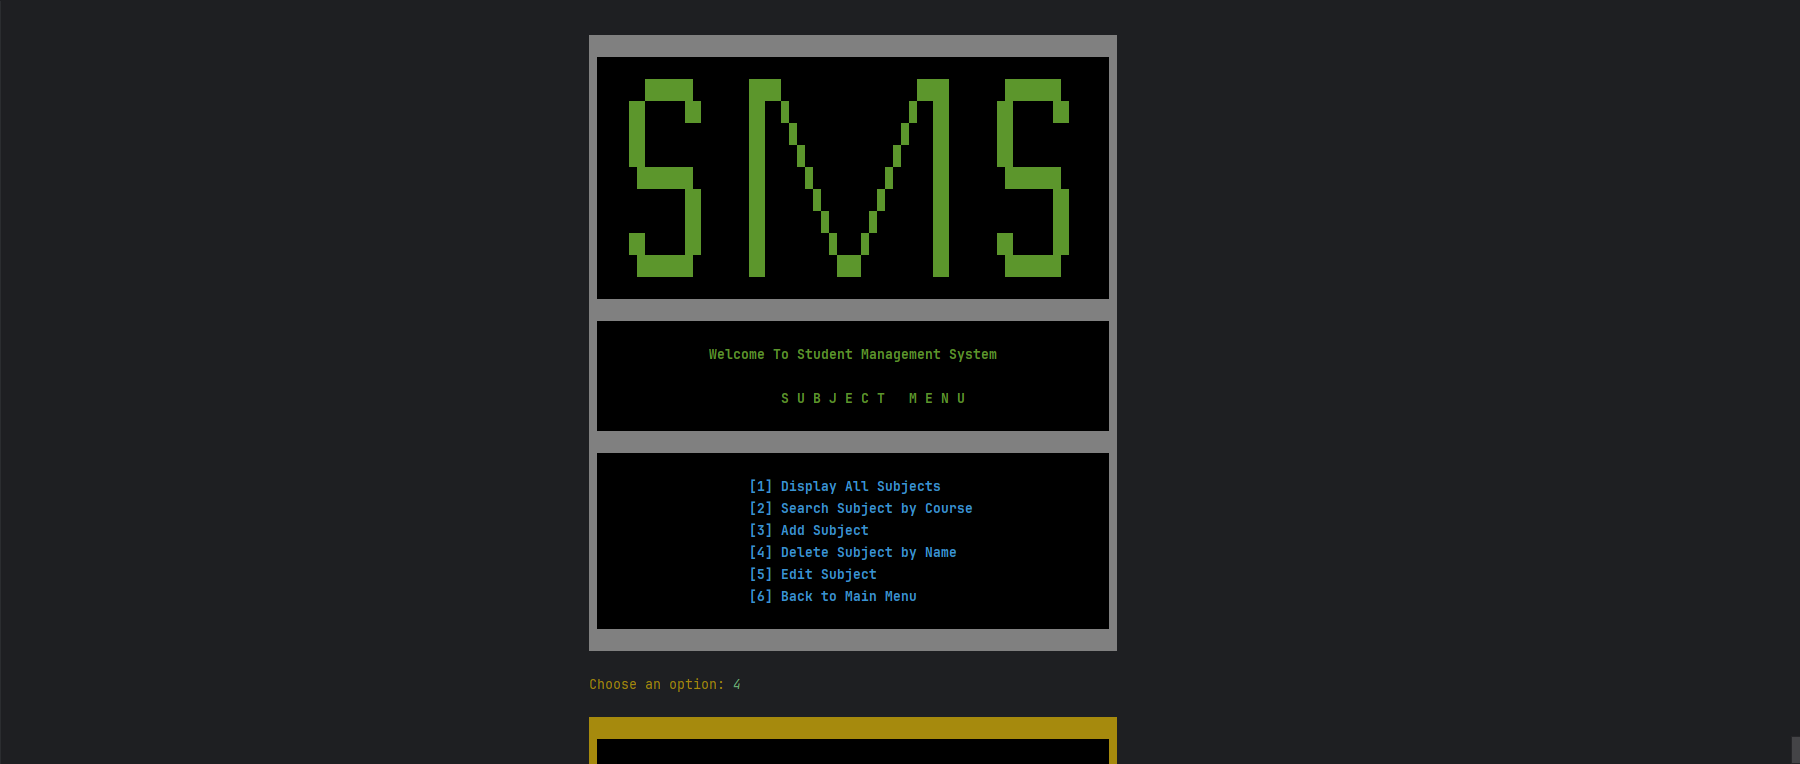 SMS
Welcome To Student Management System
S U B J E C T   M E N U
[1] Display All Subjects
[2] Search Subject by Course
[3] Add Subject
[4] Delete Subject by Name
[5] Edit Subject
[6] Back to Main Menu
Choose an option: 4